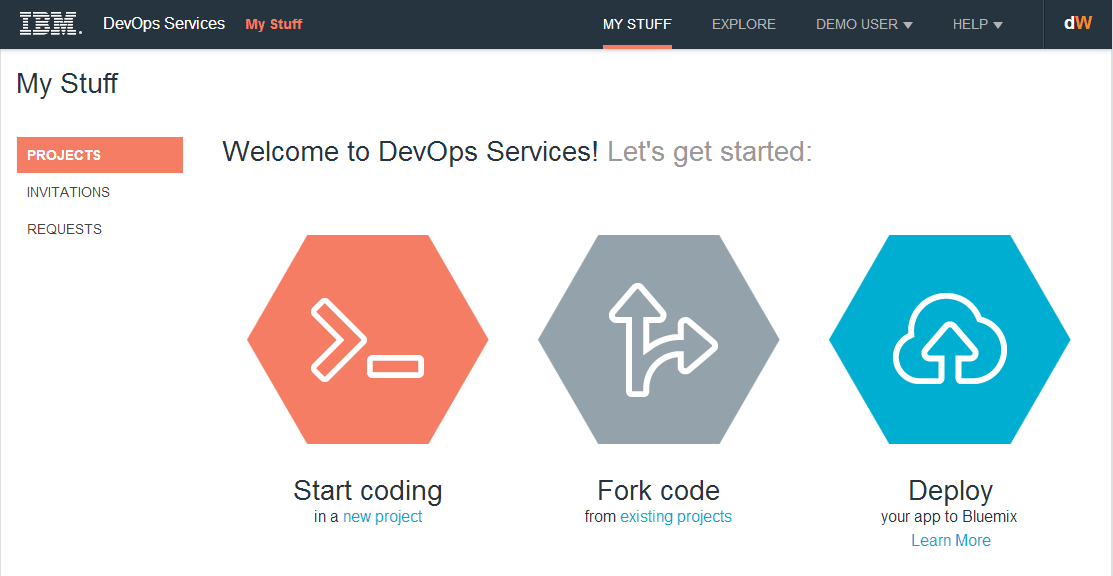 IBM. DevOps Services My Stuff MY STUFF EXPLORE DEMO USER HELP dW
My Stuff
PROJECTS
INVITATIONS
REQUESTS
Welcome to DevOps Services! Let's get started:
Start coding
in a new project
Fork code
from existing projects
Deploy
your app to Bluemix
Learn More